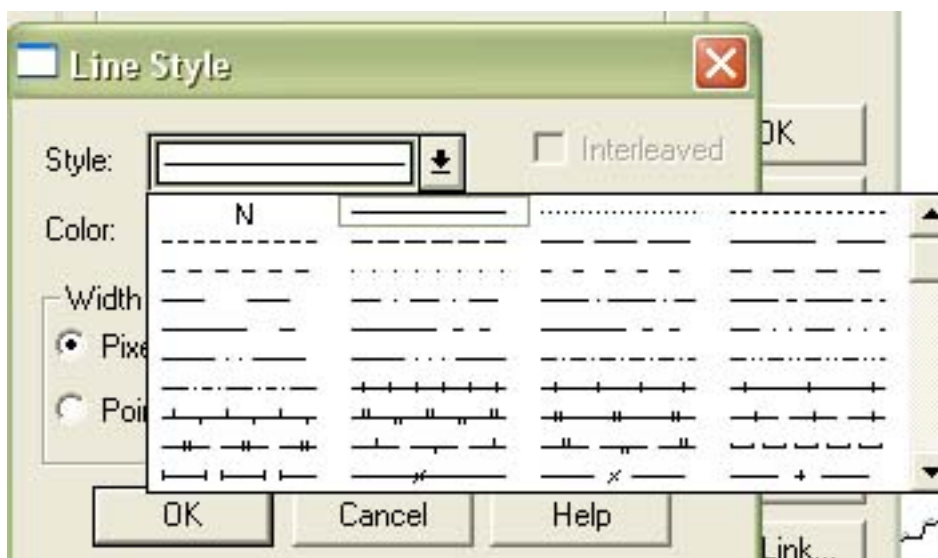 Line Style
Style:
Interleaved
OK
N
Color:
Width
Pixe
Poi
OK
Cancel
Help
Link...